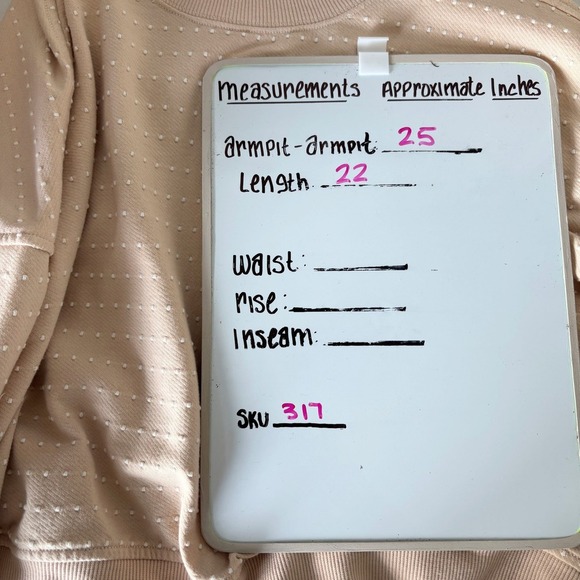 measurements Approximate Inches
armpit-armpit: 25
Length: 22
waist:
rise:
Inseam:
SKU 317